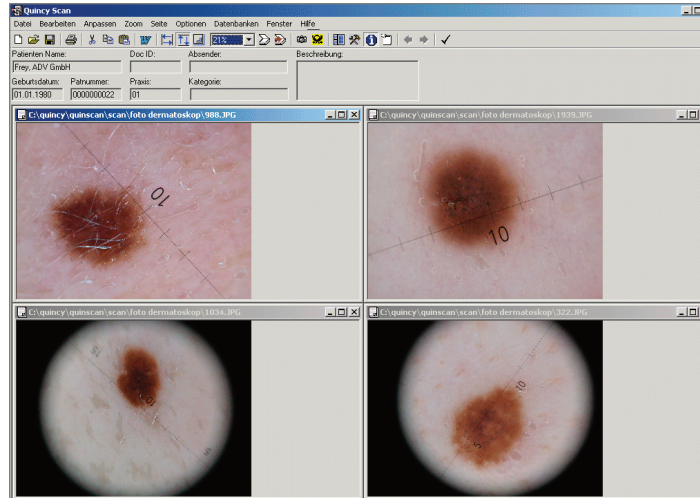 Quincy Scan
Datei Bearbeiten Anpassen Zoom Seite Optionen Datenbanken Fenster Hilfe
21%
Patienten Name: Doc ID: Absender: Beschreibung:
Frey, ADV GmbH
Geburtsdatum: Patnummer: Praxis: Kategorie:
01.01.1980 0000000022 01
C:\quincy\quinscan\scan\foto dermatoskop\988.JPG
C:\quincy\quinscan\scan\foto dermatoskop\1939.JPG
10
10
C:\quincy\quinscan\scan\foto dermatoskop\1034.JPG
C:\quincy\quinscan\scan\foto dermatoskop\322.JPG
10
10
5